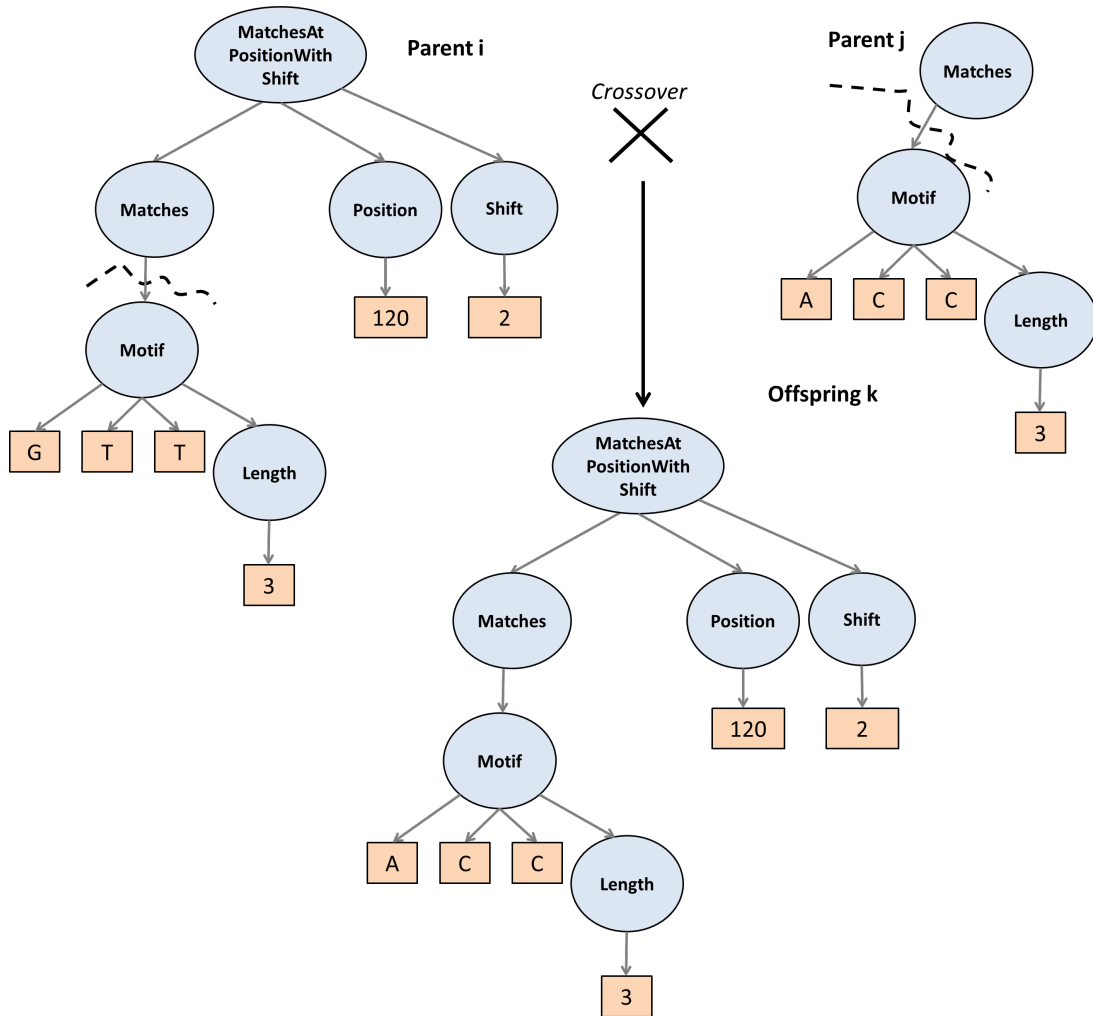 MatchesAt
PositionWith
Shift
Parent i
Matches
Position
Shift
120
2
Motif
G
T
T
Length
3
Crossover
Parent j
Matches
Motif
A
C
C
Length
3
Offspring k
MatchesAt
PositionWith
Shift
Matches
Position
Shift
120
2
Motif
A
C
C
Length
3